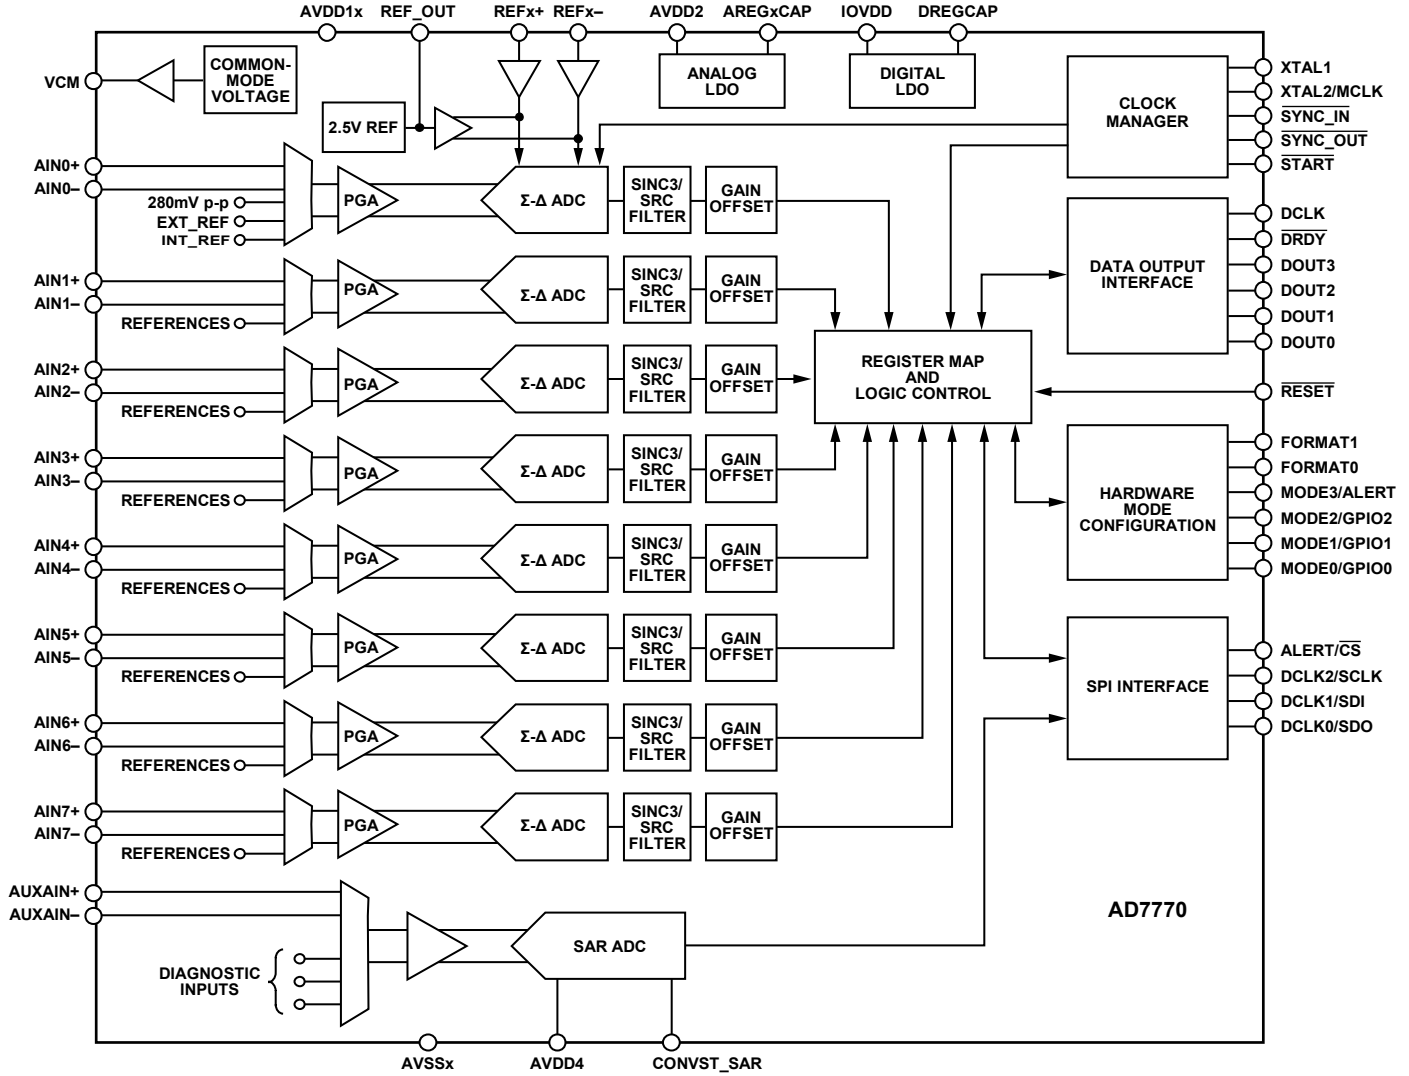 AVDD1x REF_OUT REFx+ REFx– AVDD2 AREGxCAP IOVDD DREGCAP
VCM
COMMON-
MODE
VOLTAGE
ANALOG
LDO
DIGITAL
LDO
2.5V REF
CLOCK
MANAGER
XTAL1
XTAL2/MCLK
SYNC_IN
SYNC_OUT
START
AIN0+
AIN0–
280mV p-p
EXT_REF
INT_REF
PGA
Σ-Δ ADC
SINC3/
SRC
FILTER
GAIN
OFFSET
AIN1+
AIN1–
REFERENCES
PGA
Σ-Δ ADC
SINC3/
SRC
FILTER
GAIN
OFFSET
DATA OUTPUT
INTERFACE
DCLK
DRDY
DOUT3
DOUT2
DOUT1
DOUT0
AIN2+
AIN2–
REFERENCES
PGA
Σ-Δ ADC
SINC3/
SRC
FILTER
GAIN
OFFSET
REGISTER MAP
AND
LOGIC CONTROL
RESET
AIN3+
AIN3–
REFERENCES
PGA
Σ-Δ ADC
SINC3/
SRC
FILTER
GAIN
OFFSET
HARDWARE
MODE
CONFIGURATION
FORMAT1
FORMAT0
MODE3/ALERT
MODE2/GPIO2
MODE1/GPIO1
MODE0/GPIO0
AIN4+
AIN4–
REFERENCES
PGA
Σ-Δ ADC
SINC3/
SRC
FILTER
GAIN
OFFSET
AIN5+
AIN5–
REFERENCES
PGA
Σ-Δ ADC
SINC3/
SRC
FILTER
GAIN
OFFSET
SPI INTERFACE
ALERT/CS
DCLK2/SCLK
DCLK1/SDI
DCLK0/SDO
AIN6+
AIN6–
REFERENCES
PGA
Σ-Δ ADC
SINC3/
SRC
FILTER
GAIN
OFFSET
AIN7+
AIN7–
REFERENCES
PGA
Σ-Δ ADC
SINC3/
SRC
FILTER
GAIN
OFFSET
AUXAIN+
AUXAIN–
DIAGNOSTIC
INPUTS
SAR ADC
AD7770
AVSSx AVDD4 CONVST_SAR